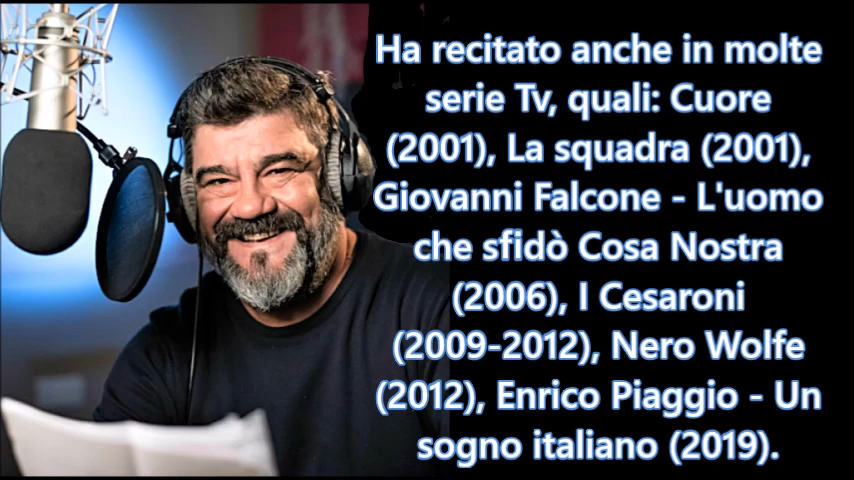 Ha recitato anche in molte
serie Tv, quali: Cuore
(2001), La squadra (2001),
Giovanni Falcone - L'uomo
che sfidò Cosa Nostra
(2006), I Cesaroni
(2009-2012), Nero Wolfe
(2012), Enrico Piaggio - Un
sogno italiano (2019).